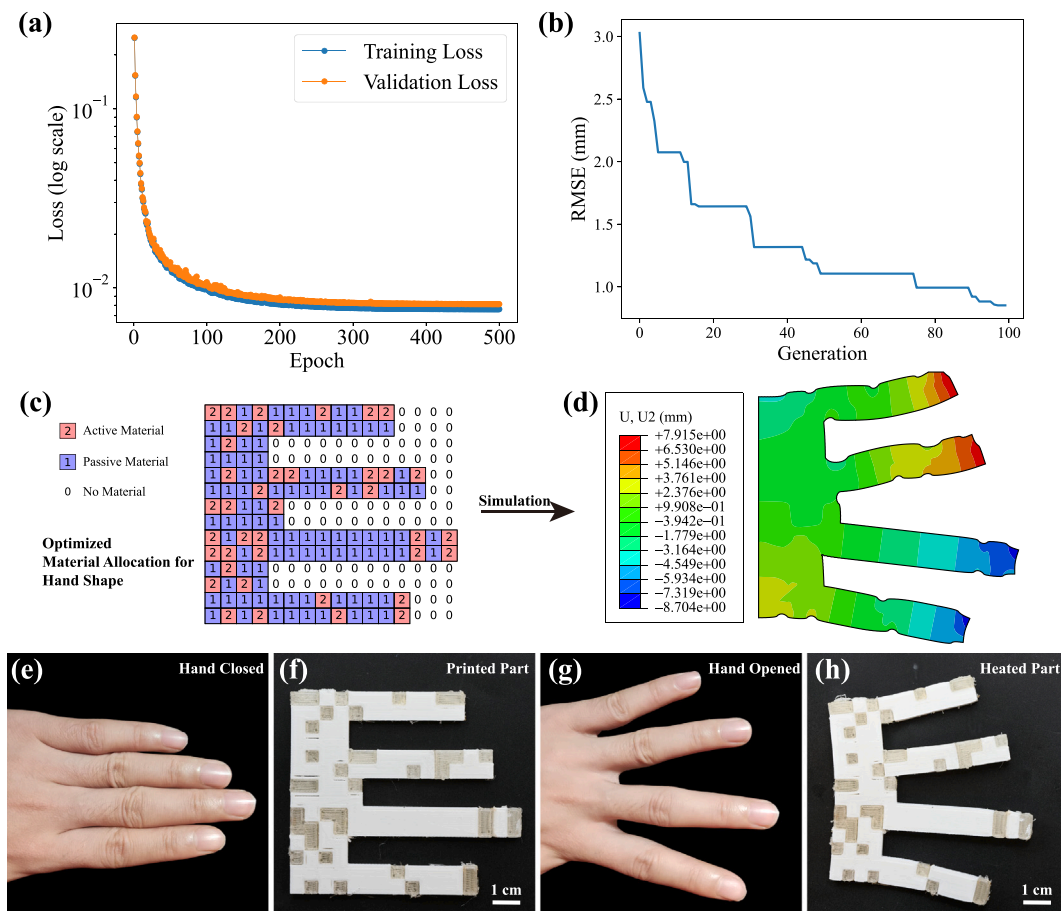 (a)
Training Loss
Validation Loss
10⁻¹
10⁻²
Loss (log scale)
0 100 200 300 400 500
Epoch
(b)
3.0
2.5
2.0
1.5
1.0
RMSE (mm)
0 20 40 60 80 100
Generation
(c)
2 Active Material
1 Passive Material
0 No Material
Optimized
Material Allocation for
Hand Shape
2 2 1 2 1 1 1 2 1 1 2 2 0 0 0 0
1 1 2 1 2 1 1 1 1 1 1 1 0 0 0 0
1 2 1 1 0 0 0 0 0 0 0 0 0 0 0 0
1 1 1 1 0 0 0 0 0 0 0 0 0 0 0 0
1 2 1 1 2 2 1 1 1 1 2 2 1 2 0 0
1 1 1 2 1 1 1 1 2 1 2 1 1 1 0 0
2 2 1 1 2 0 0 0 0 0 0 0 0 0 0 0
1 1 1 1 1 0 0 0 0 0 0 0 0 0 0 0
2 1 2 2 1 1 1 1 1 1 1 1 1 2 1 2
2 2 1 2 1 1 1 1 1 1 1 1 1 2 1 2
1 2 1 1 0 0 0 0 0 0 0 0 0 0 0 0
2 1 2 1 0 0 0 0 0 0 0 0 0 0 0 0
1 1 1 1 1 1 1 2 1 1 1 1 2 0 0 0
1 2 1 2 1 1 1 1 2 1 1 1 2 0 0 0
Simulation
(d)
U, U2 (mm)
+7.915e+00
+6.530e+00
+5.146e+00
+3.761e+00
+2.376e+00
+9.908e−01
−3.942e−01
−1.779e+00
−3.164e+00
−4.549e+00
−5.934e+00
−7.319e+00
−8.704e+00
(e)
Hand Closed
(f)
Printed Part
1 cm
(g)
Hand Opened
(h)
Heated Part
1 cm